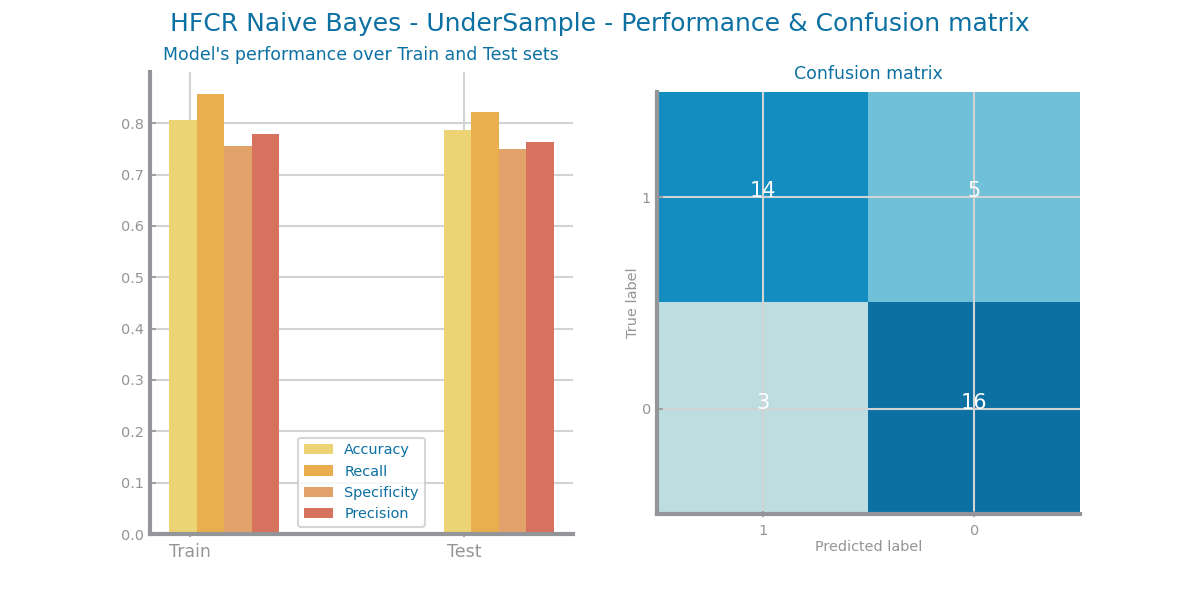 HFCR Naive Bayes - UnderSample - Performance & Confusion matrix
Model's performance over Train and Test sets
0.8
0.7
0.6
0.5
0.4
0.3
0.2
0.1
0.0
Accuracy
Recall
Specificity
Precision
Train Test
Confusion matrix
True label
1
0
14 5
3 16
1 0
Predicted label